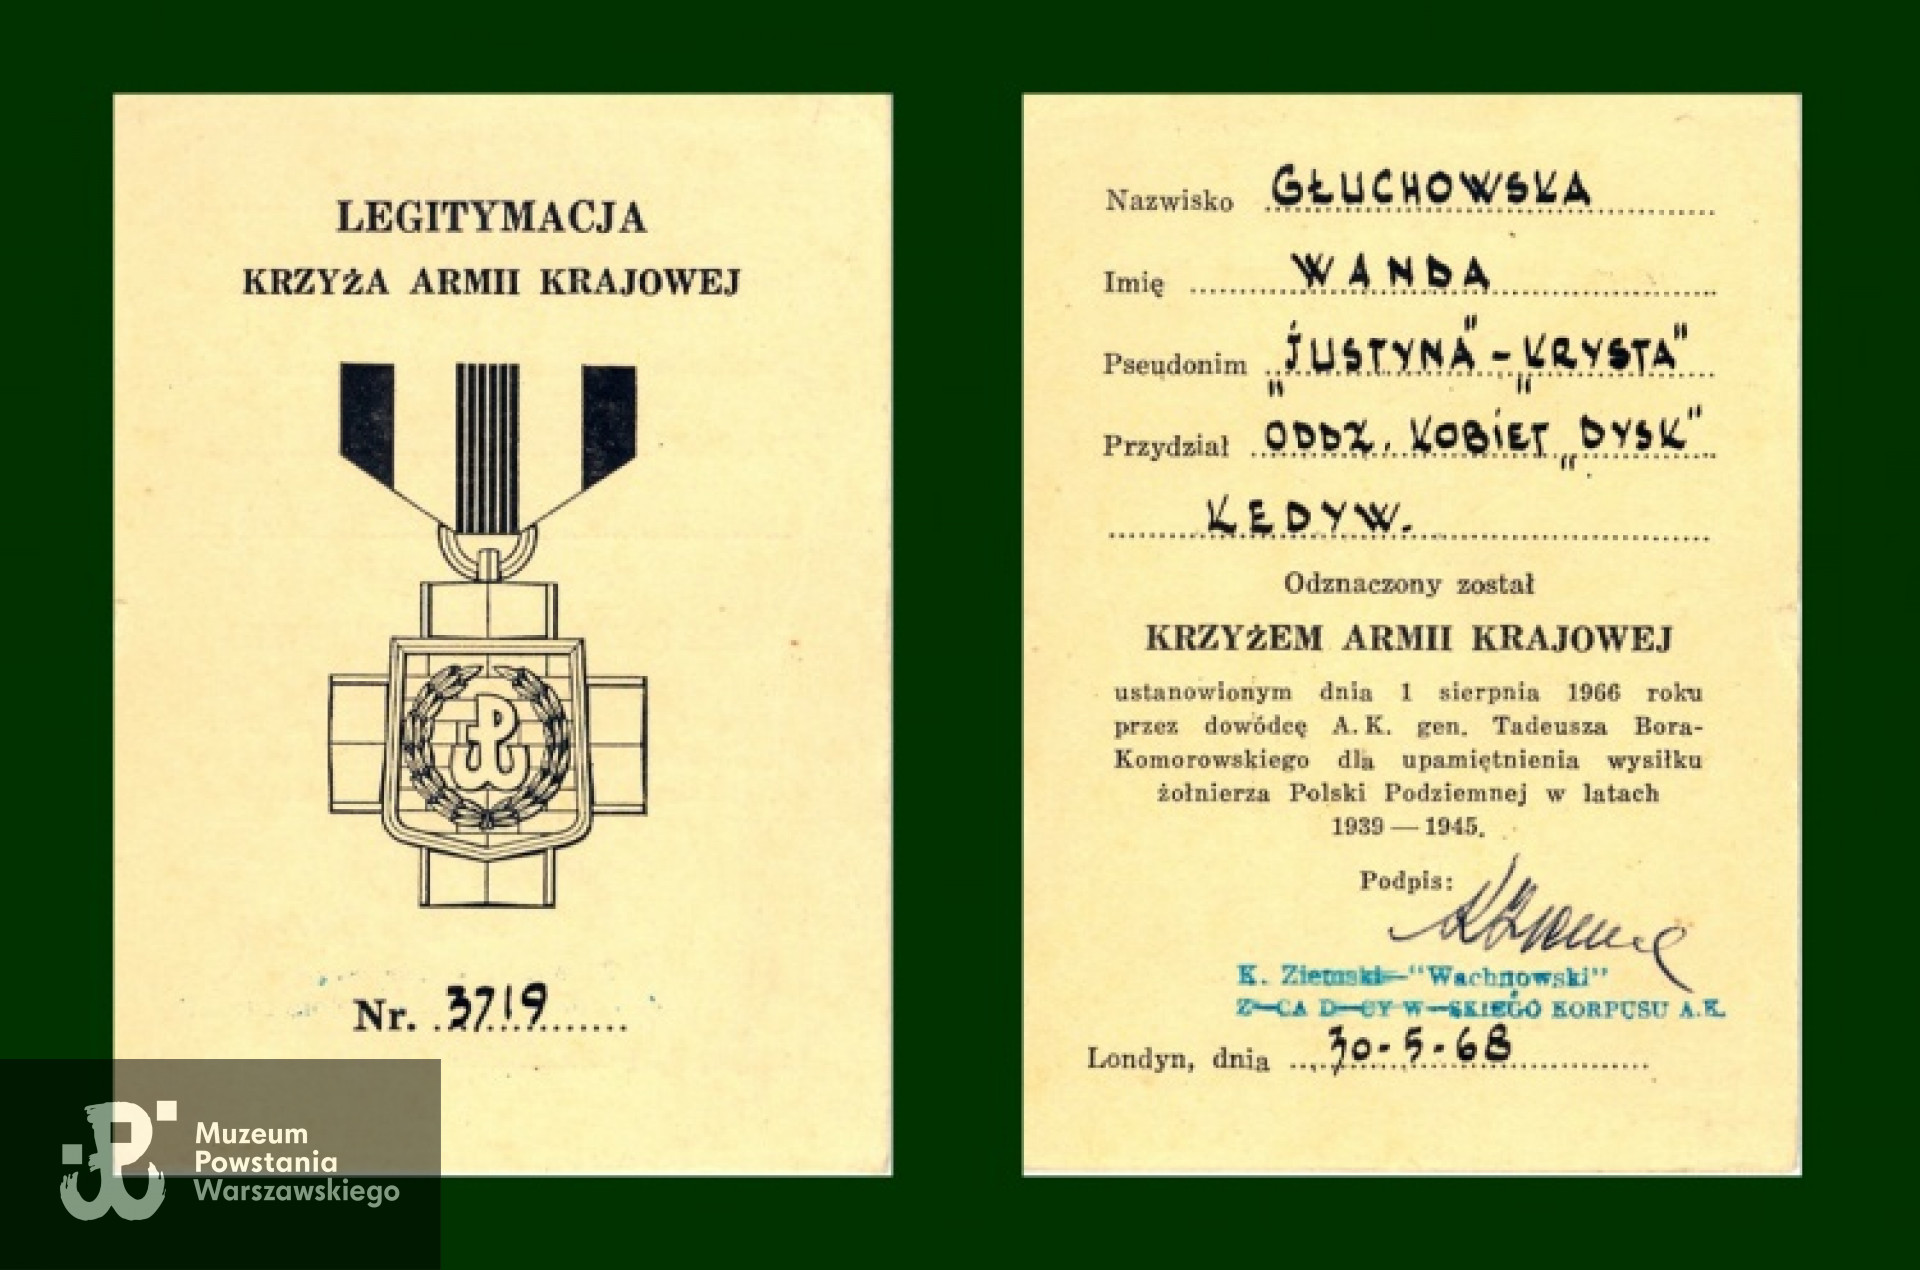 LEGITYMACJA
KRZYŻA ARMII KRAJOWEJ
Nr. 3719
Muzeum
Powstania
Warszawskiego
Nazwisko GŁUCHOWSKA
Imię WANDA
Pseudonim „JUSTYNA" - „KRYSTA"
Przydział ODDZ. KOBIET „DYSK"
KEDYW.
Odznaczony został
KRZYŻEM ARMII KRAJOWEJ
ustanowionym dnia 1 sierpnia 1966 roku
przez dowódcę A. K. gen. Tadeusza Bora-
Komorowskiego dla upamiętnienia wysiłku
żołnierza Polski Podziemnej w latach
1939 — 1945.
Podpis:
K. Ziemski—"Wachnowski"
Z—CA D—CY W—SKIEGO KORPUSU A.K.
Londyn, dnia 30-5-68